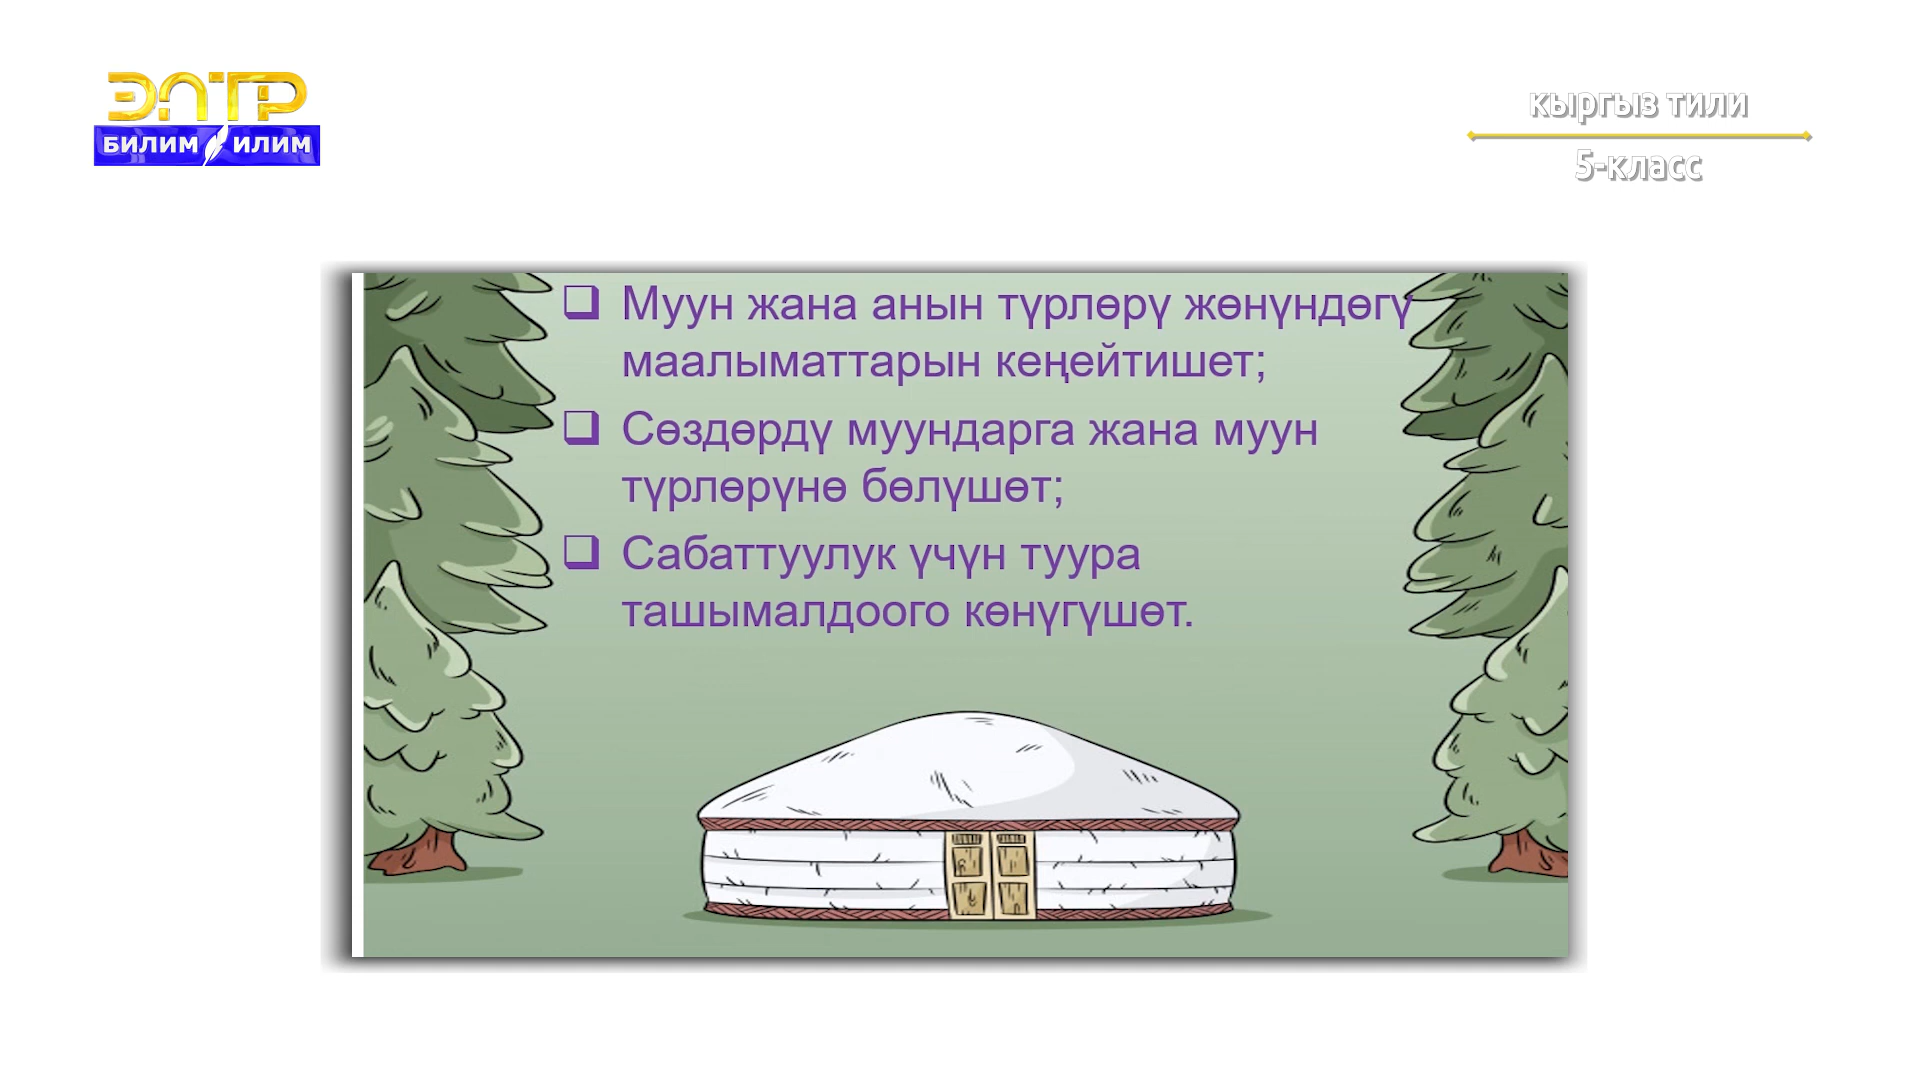 ЭЛТР
БИЛИМ ИЛИМ
кыргыз тили
5-класс
Муун жана анын түрлөрү жөнүндөгү
маалыматтарын кеңейтишет;
Сөздөрдү муундарга жана муун
түрлөрүнө бөлүшөт;
Сабаттуулук үчүн туура
ташымалдоого көнүгүшөт.